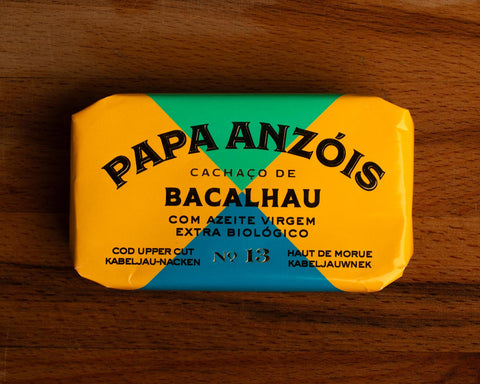 PAPA ANZÓIS
CACHAÇO DE
BACALHAU
COM AZEITE VIRGEM
EXTRA BIOLÓGICO
COD UPPER CUT
KABELJAU-NACKEN
Nº 13
HAUT DE MORUE
KABELJAUWNEK